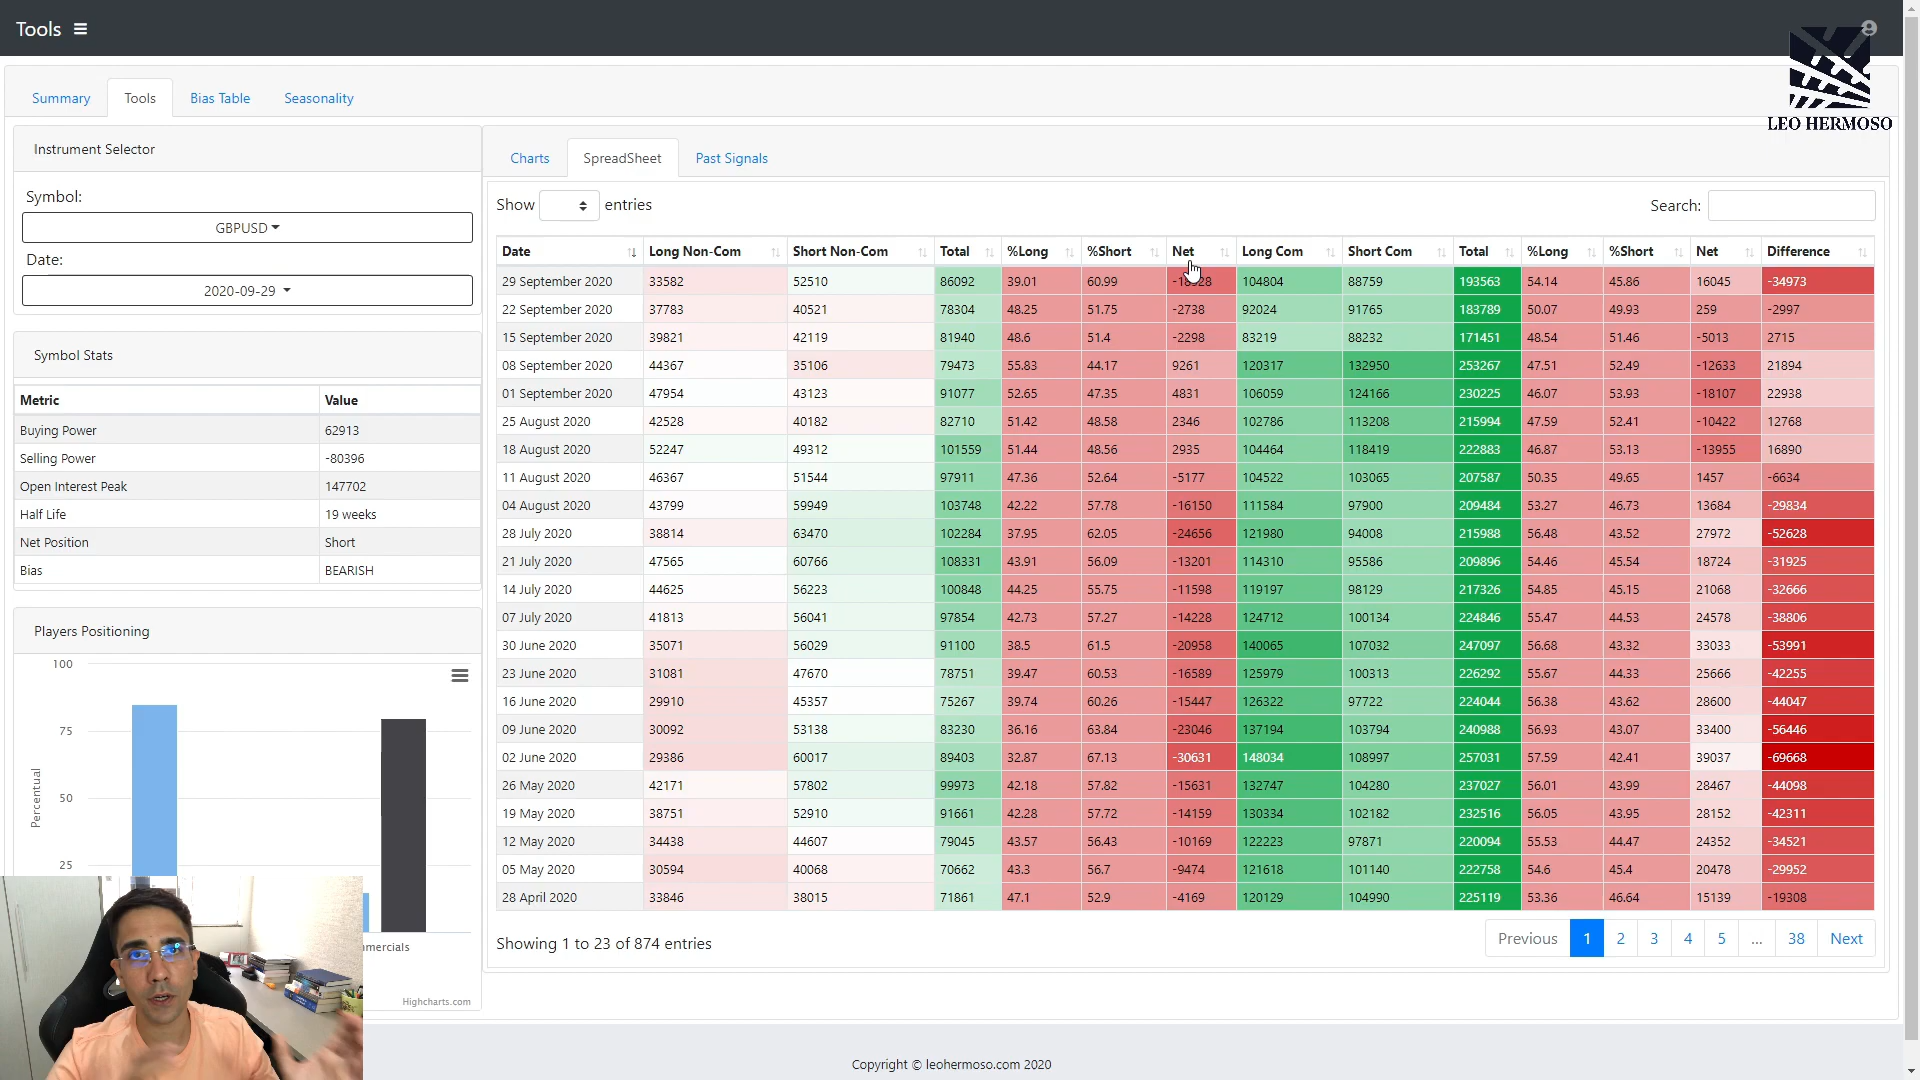 Tools
LEO HERMOSO
Summary Tools Bias Table Seasonality
Instrument Selector
Symbol:
GBPUSD
Date:
2020-09-29
Symbol Stats
Metric Value
Buying Power 62913
Selling Power -80396
Open Interest Peak 147702
Half Life 19 weeks
Net Position Short
Bias BEARISH
Players Positioning
100
75
50
25
Percentual
Highcharts.com
Charts SpreadSheet Past Signals
Show entries
Search:
Date Long Non-Com Short Non-Com Total %Long %Short Net Long Com Short Com Total %Long %Short Net Difference
29 September 2020 33582 52510 86092 39.01 60.99 104804 88759 193563 54.14 45.86 16045 -34973
22 September 2020 37783 40521 78304 48.25 51.75 -2738 92024 91765 183789 50.07 49.93 259 -2997
15 September 2020 39821 42119 81940 48.6 51.4 -2298 83219 88232 171451 48.54 51.46 -5013 2715
08 September 2020 44367 35106 79473 55.83 44.17 9261 120317 132950 253267 47.51 52.49 -12633 21894
01 September 2020 47954 43123 91077 52.65 47.35 4831 106059 124166 230225 46.07 53.93 -18107 22938
25 August 2020 42528 40182 82710 51.42 48.58 2346 102786 113208 215994 47.59 52.41 -10422 12768
18 August 2020 52247 49312 101559 51.44 48.56 2935 104464 118419 222883 46.87 53.13 -13955 16890
11 August 2020 46367 51544 97911 47.36 52.64 -5177 104522 103065 207587 50.35 49.65 1457 -6634
04 August 2020 43799 59949 103748 42.22 57.78 -16150 111584 97900 209484 53.27 46.73 13684 -29834
28 July 2020 38814 63470 102284 37.95 62.05 -24656 121980 94008 215988 56.48 43.52 27972 -52628
21 July 2020 47565 60766 108331 43.91 56.09 -13201 114310 95586 209896 54.46 45.54 18724 -31925
14 July 2020 44625 56223 100848 44.25 55.75 -11598 119197 98129 217326 54.85 45.15 21068 -32666
07 July 2020 41813 56041 97854 42.73 57.27 -14228 124712 100134 224846 55.47 44.53 24578 -38806
30 June 2020 35071 56029 91100 38.5 61.5 -20958 140065 107032 247097 56.68 43.32 33033 -53991
23 June 2020 31081 47670 78751 39.47 60.53 -16589 125979 100313 226292 55.67 44.33 25666 -42255
16 June 2020 29910 45357 75267 39.74 60.26 -15447 126322 97722 224044 56.38 43.62 28600 -44047
09 June 2020 30092 53138 83230 36.16 63.84 -23046 137194 103794 240988 56.93 43.07 33400 -56446
02 June 2020 29386 60017 89403 32.87 67.13 -30631 148034 108997 257031 57.59 42.41 39037 -69668
26 May 2020 42171 57802 99973 42.18 57.82 -15631 132747 104280 237027 56.01 43.99 28467 -44098
19 May 2020 38751 52910 91661 42.28 57.72 -14159 130334 102182 232516 56.05 43.95 28152 -42311
12 May 2020 34438 44607 79045 43.57 56.43 -10169 122223 97871 220094 55.53 44.47 24352 -34521
05 May 2020 30594 40068 70662 43.3 56.7 -9474 121618 101140 222758 54.6 45.4 20478 -29952
28 April 2020 33846 38015 71861 47.1 52.9 -4169 120129 104990 225119 53.36 46.64 15139 -19308
Showing 1 to 23 of 874 entries
Previous 1 2 3 4 5 ... 38 Next
Copyright © leohermoso.com 2020